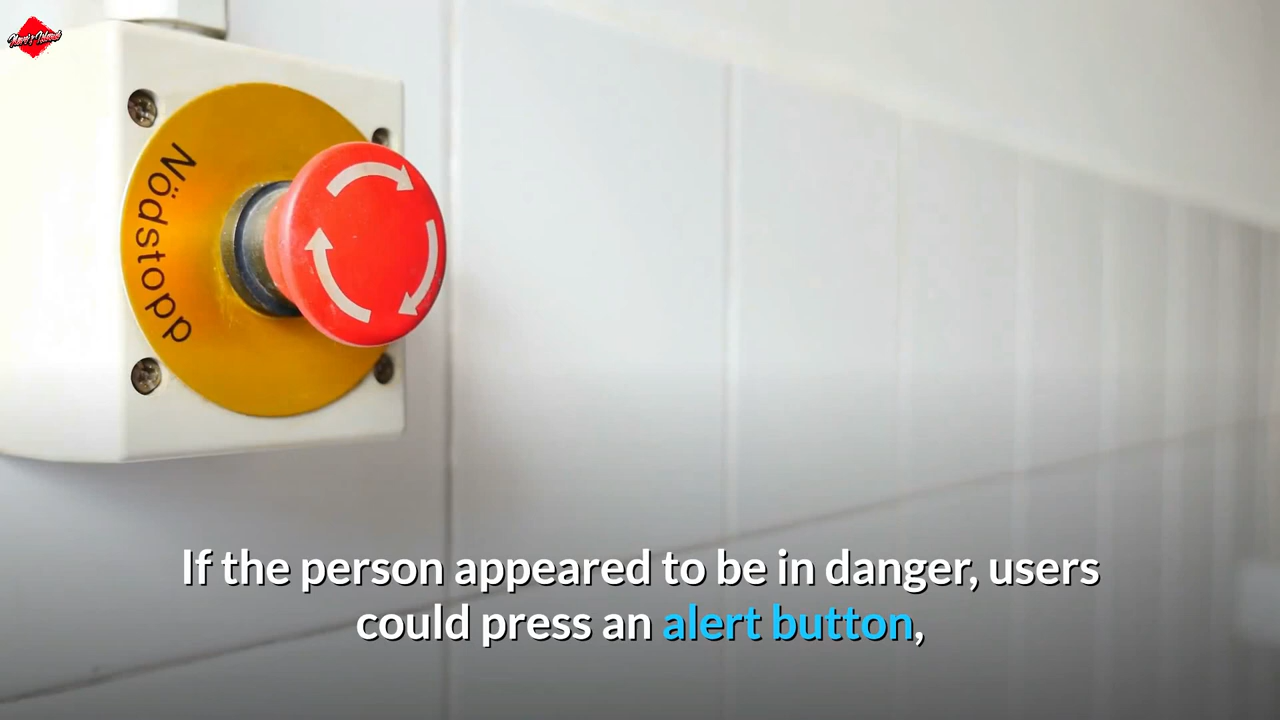 Nödstopp
If the person appeared to be in danger, users
could press an alert button,